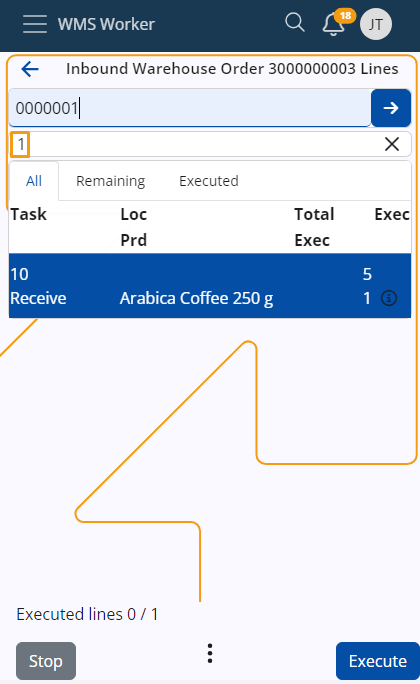 WMS Worker 18 JT
Inbound Warehouse Order 3000000003 Lines
0000001
1
All Remaining Executed
Task Loc Total Exec
Prd Exec
10 5
Receive Arabica Coffee 250 g 1
Executed lines 0 / 1
Stop Execute